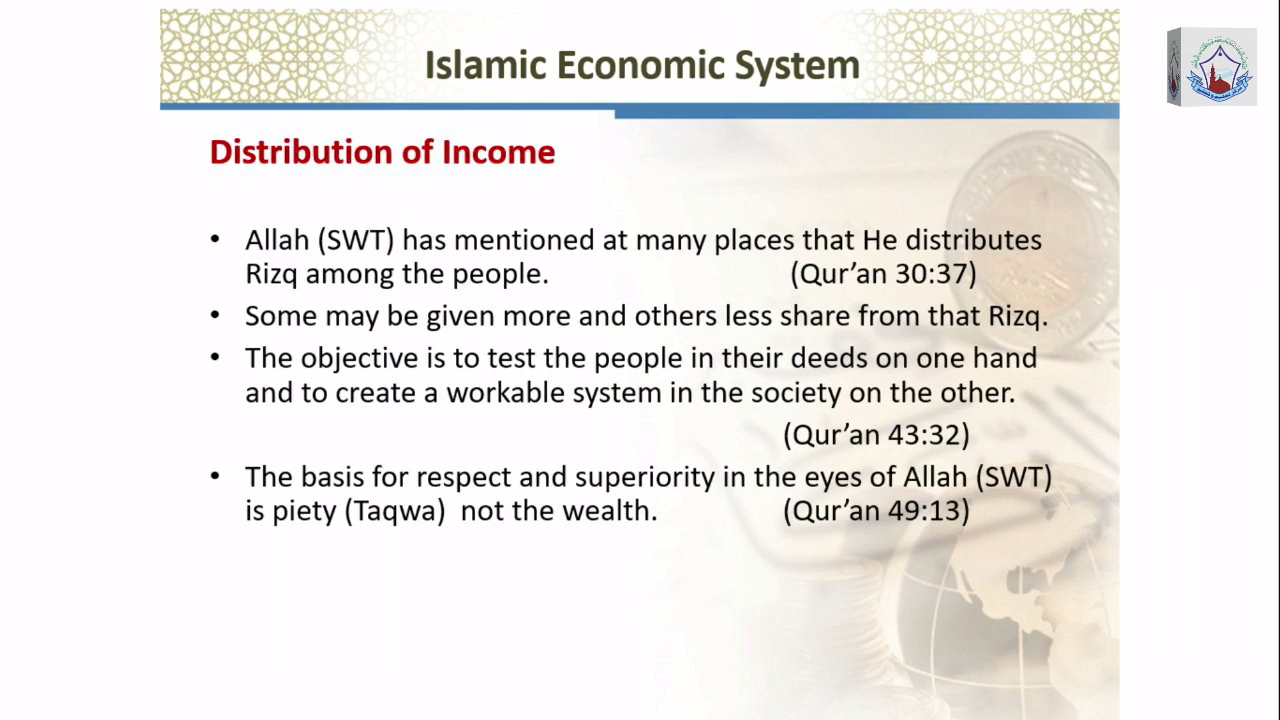 Islamic Economic System
Distribution of Income
• Allah (SWT) has mentioned at many places that He distributes
Rizq among the people. (Qur’an 30:37)
• Some may be given more and others less share from that Rizq.
• The objective is to test the people in their deeds on one hand
and to create a workable system in the society on the other.
(Qur’an 43:32)
• The basis for respect and superiority in the eyes of Allah (SWT)
is piety (Taqwa)  not the wealth. (Qur’an 49:13)